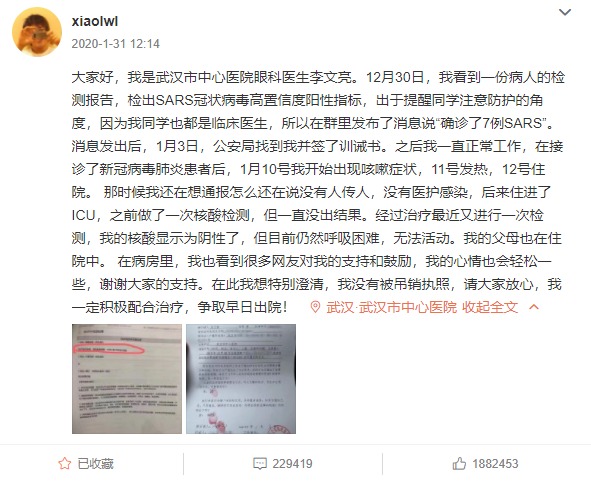 xiaolwl
2020-1-31 12:14
大家好，我是武汉市中心医院眼科医生李文亮。12月30日，我看到一份病人的检
测报告，检出SARS冠状病毒高置信度阳性指标，出于提醒同学注意防护的角
度，因为我同学也都是临床医生，所以在群里发布了消息说“确诊了7例SARS”。
消息发出后，1月3日，公安局找到我并签了训诫书。之后我一直正常工作，在接
诊了新冠病毒肺炎患者后，1月10号我开始出现咳嗽症状，11号发热，12号住
院。 那时候我还在想通报怎么还在说没有人传人，没有医护感染，后来住进了
ICU，之前做了一次核酸检测，但一直没出结果。经过治疗最近又进行一次检
测，我的核酸显示为阴性了，但目前仍然呼吸困难，无法活动。我的父母也在住
院中。 在病房里，我也看到很多网友对我的支持和鼓励，我的心情也会轻松一
些，谢谢大家的支持。在此我想特别澄清，我没有被吊销执照，请大家放心，我
一定积极配合治疗，争取早日出院！ 武汉·武汉市中心医院 收起全文
已收藏
229419
1882453